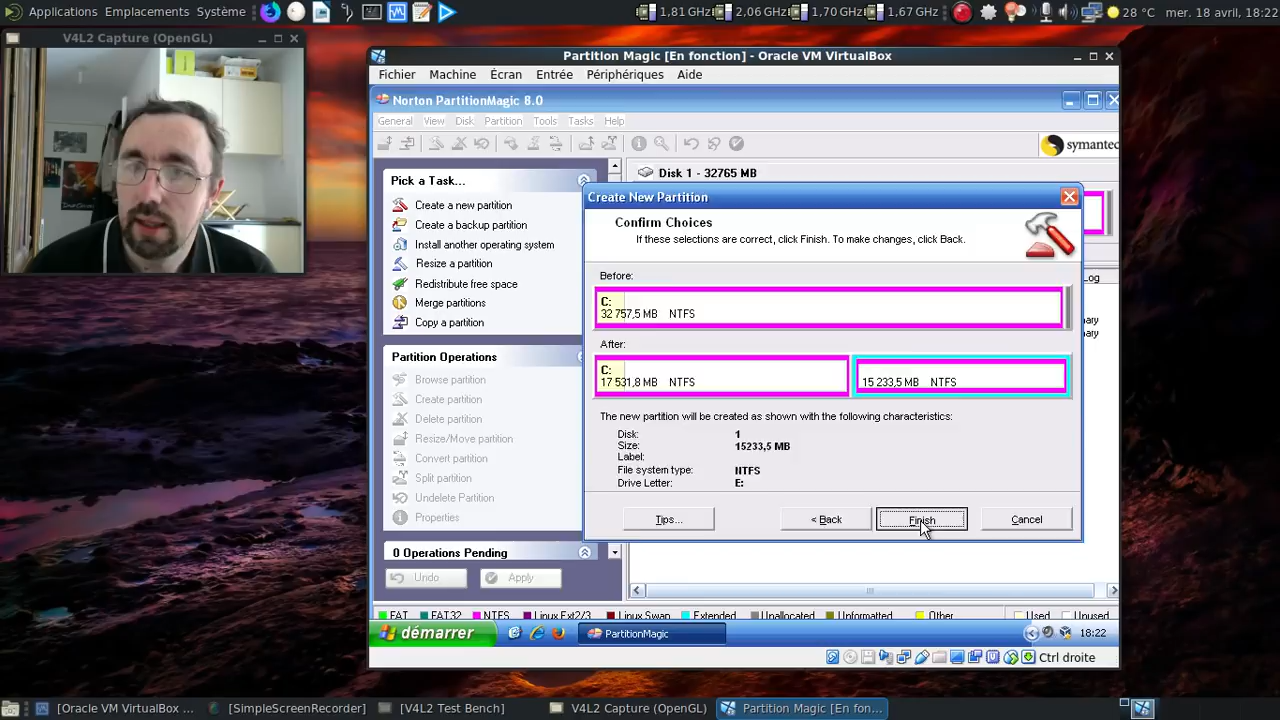 Applications Emplacements Système 1,81 GHz 2,06 GHz 1,70 GHz 1,67 GHz 28 °C mer. 18 avril, 18:22
V4L2 Capture (OpenGL)
Partition Magic [En fonction] - Oracle VM VirtualBox
Fichier Machine Écran Entrée Périphériques Aide
Norton PartitionMagic 8.0
General View Disk Partition Tools Tasks Help
symantec
Disk 1 - 32765 MB
Pick a Task...
Create a new partition
Create a backup partition
Install another operating system
Resize a partition
Redistribute free space
Merge partitions
Copy a partition
Partition Operations
Browse partition
Create partition
Delete partition
Resize/Move partition
Convert partition
Split partition
Undelete Partition
Properties
0 Operations Pending
Undo Apply
Create New Partition
Confirm Choices
If these selections are correct, click Finish. To make changes, click Back.
Before:
C:
32 757,5 MB NTFS
After:
C:
17 531,8 MB NTFS
15 233,5 MB NTFS
The new partition will be created as shown with the following characteristics:
Disk: 1
Size: 15233,5 MB
Label:
File system type: NTFS
Drive Letter: E:
Tips... < Back Finish Cancel
FAT FAT32 NTFS Linux Ext2/3 Linux Swap Extended Unallocated Unformatted Other Used Unused
démarrer PartitionMagic 18:22
Ctrl droite
[Oracle VM VirtualBox ... [SimpleScreenRecorder] [V4L2 Test Bench] V4L2 Capture (OpenGL) Partition Magic [En fon...